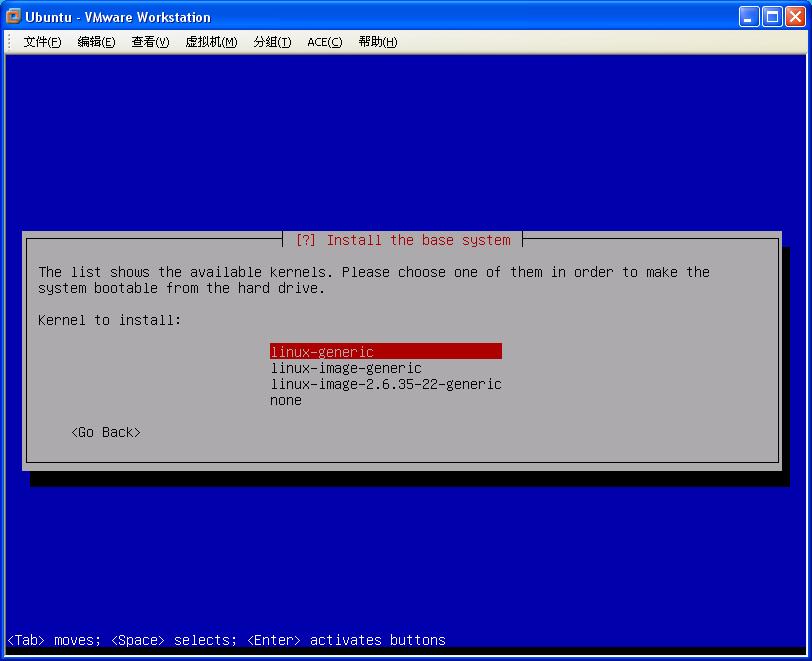 Ubuntu - VMware Workstation
文件(F) 编辑(E) 查看(V) 虚拟机(M) 分组(T) ACE(C) 帮助(H)
[?] Install the base system
The list shows the available kernels. Please choose one of them in order to make the
system bootable from the hard drive.
Kernel to install:
linux-generic
linux-image-generic
linux-image-2.6.35-22-generic
none
<Go Back>
<Tab> moves; <Space> selects; <Enter> activates buttons